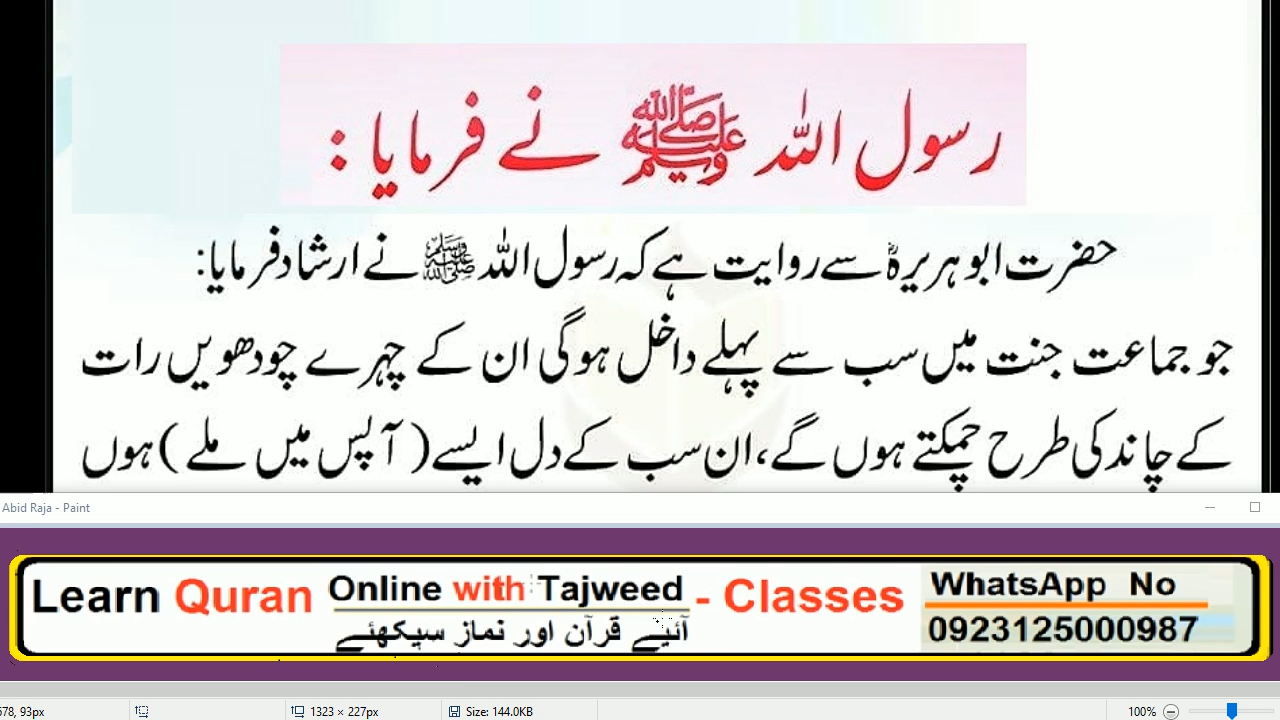 رسول اللہ ﷺ نے فرمایا :
حضرت ابوہریرہؓ سے روایت ہے کہ رسول اللہ ﷺ نے ارشاد فرمایا:
جو جماعت جنت میں سب سے پہلے داخل ہوگی ان کے چہرے چودھویں رات
کے چاند کی طرح چمکتے ہوں گے، ان سب کے دل ایسے (آپس میں ملے) ہوں
Abid Raja - Paint
Learn Quran Online with Tajweed - Classes
آئیے قرآن اور نماز سیکھئے
WhatsApp No
0923125000987
678, 93px
1323 × 227px
Size: 144.0KB
100%